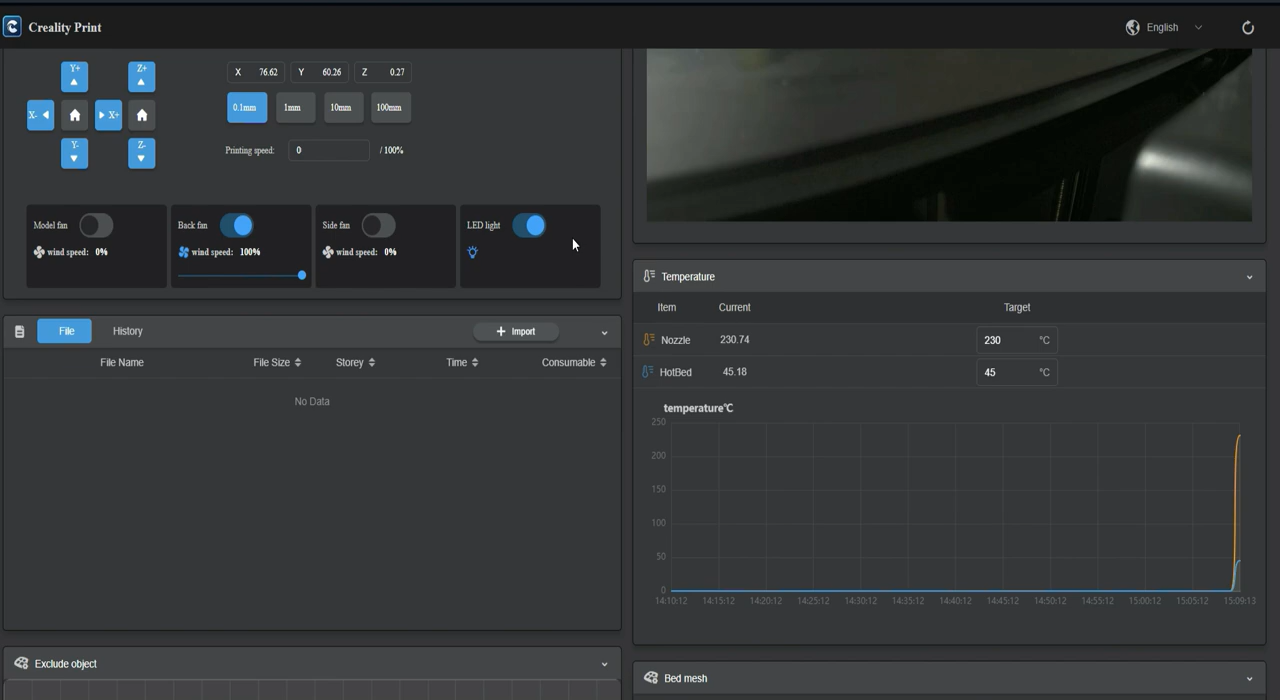 Creality Print
English
Y+ Z+
X 76.62 Y 60.26 Z 0.27
X- X+
0.1mm 1mm 10mm 100mm
Y- Z-
Printing speed: 0 / 100%
Model fan
wind speed: 0%
Back fan
wind speed: 100%
Side fan
wind speed: 0%
LED light
File History + Import
File Name File Size Storey Time Consumable
No Data
Exclude object
Temperature
Item Current Target
Nozzle 230.74 230 °C
HotBed 45.18 45 °C
temperature℃
250
200
150
100
50
0
14:10:12 14:15:12 14:20:12 14:25:12 14:30:12 14:35:12 14:40:12 14:45:12 14:50:12 14:55:12 15:00:12 15:05:12 15:09:13
Bed mesh